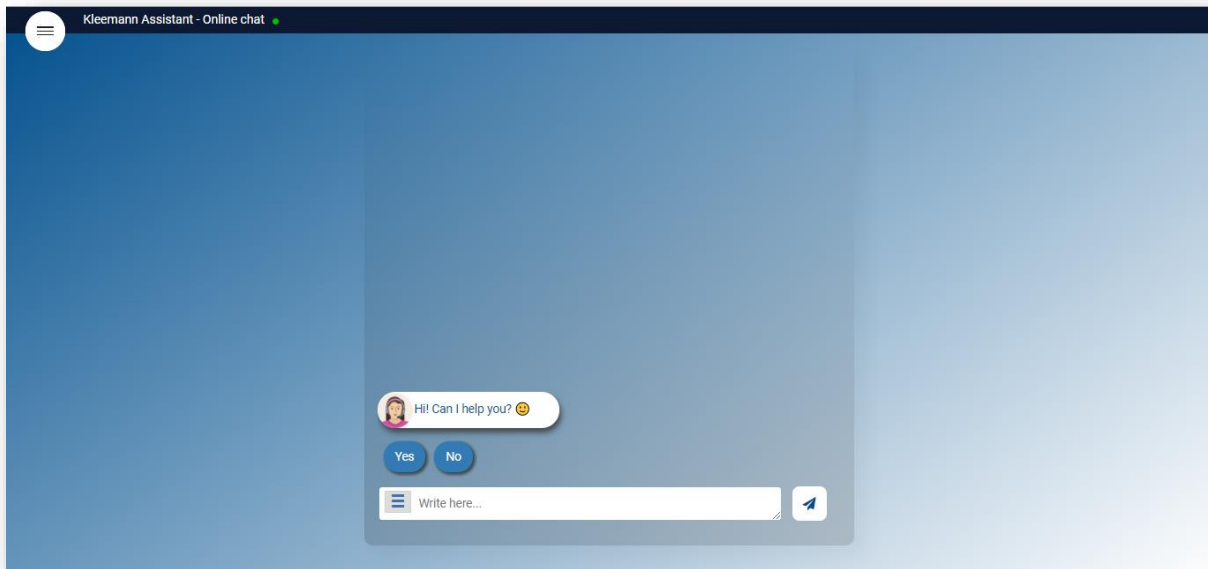 Kleemann Assistant - Online chat
Hi! Can I help you? 🙂
Yes No
Write here...